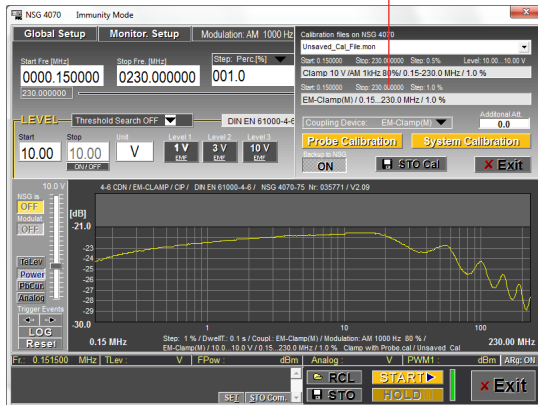 NSG 4070 Immunity Mode
Global Setup
Monitor. Setup
Modulation: AM 1000 Hz
Calibration files on NSG 4070
Unsaved_Cal_File.mon
Start: 0.150000 Step: 230.000000 Step: 0.5% Level: 10.00...10.00 V
Clamp 10 V /AM 1kHz 80%/ 0.15-230.0 MHz / 1.0 %
Start: 0.150000 Step: 230.000000 Step: 1.0 %
EM-Clamp(M) / 0.15...230.0 MHz / 1.0 %
Start Fre [MHz]
Stop Fre. [MHz]
Step: Perc.[%]
0000.150000
0230.000000
001.0
230.000000
Coupling Device: EM-Clamp(M)
Additonal Att.
0.0
LEVEL
Threshold Search OFF
DIN EN 61000-4-6
Probe Calibration
System Calibration
Start
Stop
Unit
Level 1
Level 2
Level 3
10.00
10.00
V
1 V
EMF
3 V
EMF
10 V
EMF
ON / OFF
Backup to NSG
ON
STO Cal
Exit
10.0 V
4-6 CDN / EM-CLAMP / CIP / DIN EN 61000-4-6 / NSG 4070-75 Nr: 035771 / V2.09
NSG is
OFF
Modulat
OFF
[dB]
-21.0
-23
-24
-25
-26
-27
-28
-29
-30.0
TeLev
Power
PbCur.
Analog
Trigger Events
LOG
Reset
1
10
100
0.15 MHz
Step: 1 % / DwellT.: 0.1 s / Coupl.: EM-Clamp(M) / Modulation: AM 1000 Hz 80 % /
EM-Clamp(M) / 10.0...10.0 V / 0.15...230.0 MHz / 1.0 % Clamp with Probe cal / Unsaved Cal
230.00 MHz
Fr.: 0.151500 MHz
TLev: V
FPow: dBm
Analog: V
PWM1: dBm
ARg: ON
SET
STO Com.
RCL
STO
START
HOLD
Exit